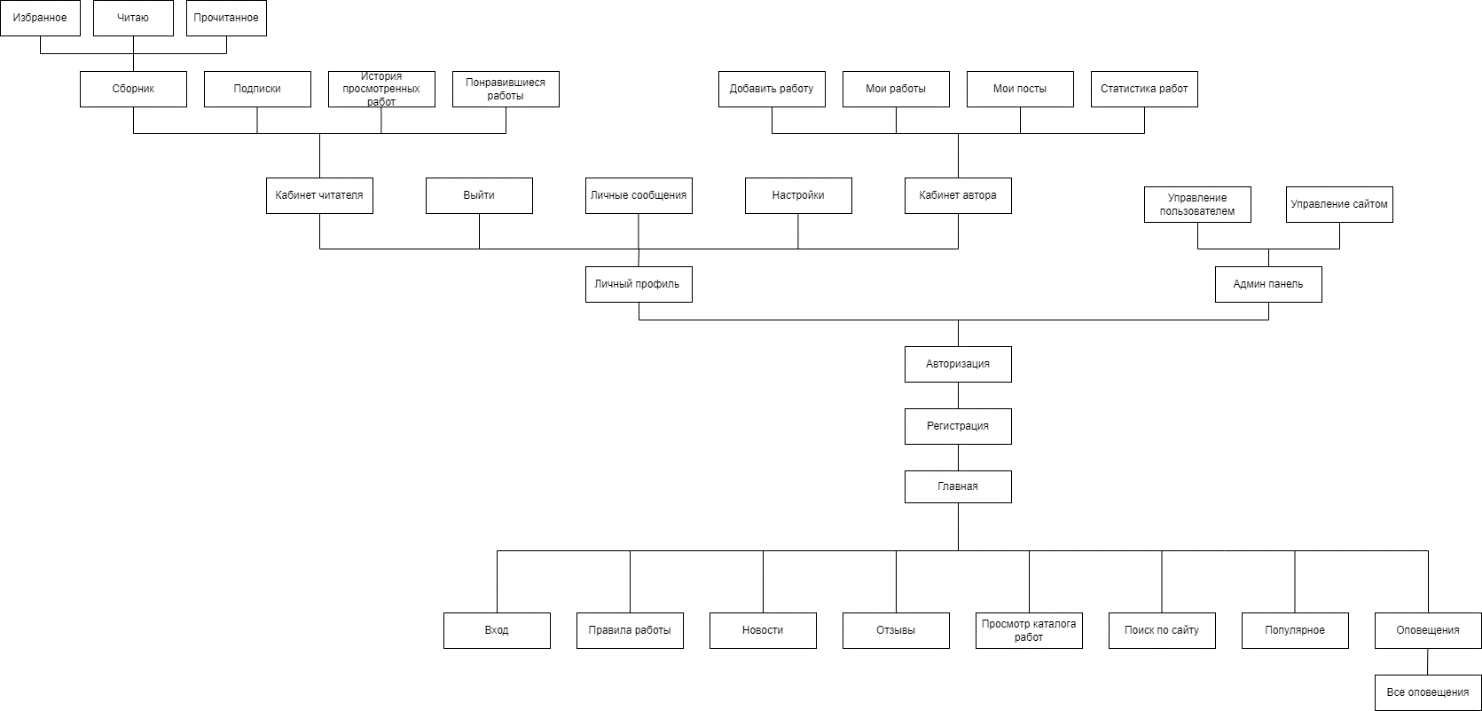 Избранное
Читаю
Прочитанное
Сборник
Подписки
История
просмотренных
работ
Понравившиеся
работы
Добавить работу
Мои работы
Мои посты
Статистика работ
Кабинет читателя
Выйти
Личные сообщения
Настройки
Кабинет автора
Управление
пользователем
Управление сайтом
Личный профиль
Админ панель
Авторизация
Регистрация
Главная
Вход
Правила работы
Новости
Отзывы
Просмотр каталога
работ
Поиск по сайту
Популярное
Оповещения
Все оповещения